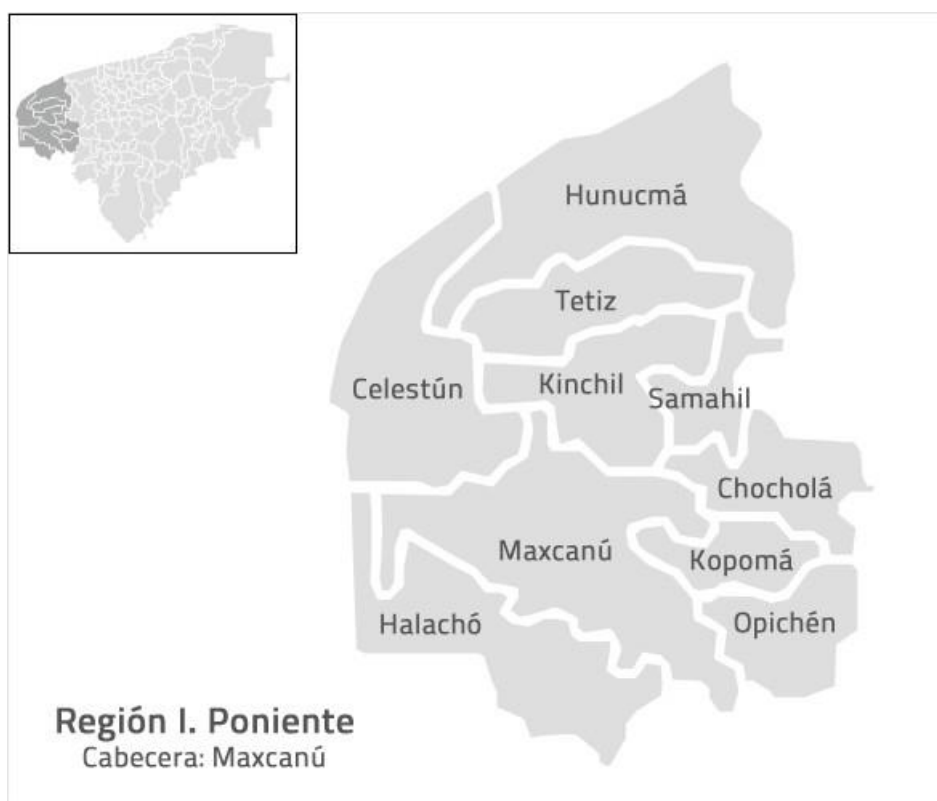 Hunucmá
Tetiz
Celestún
Kinchil
Samahil
Chocholá
Maxcanú
Kopomá
Halachó
Opichén
Región I. Poniente
Cabecera: Maxcanú